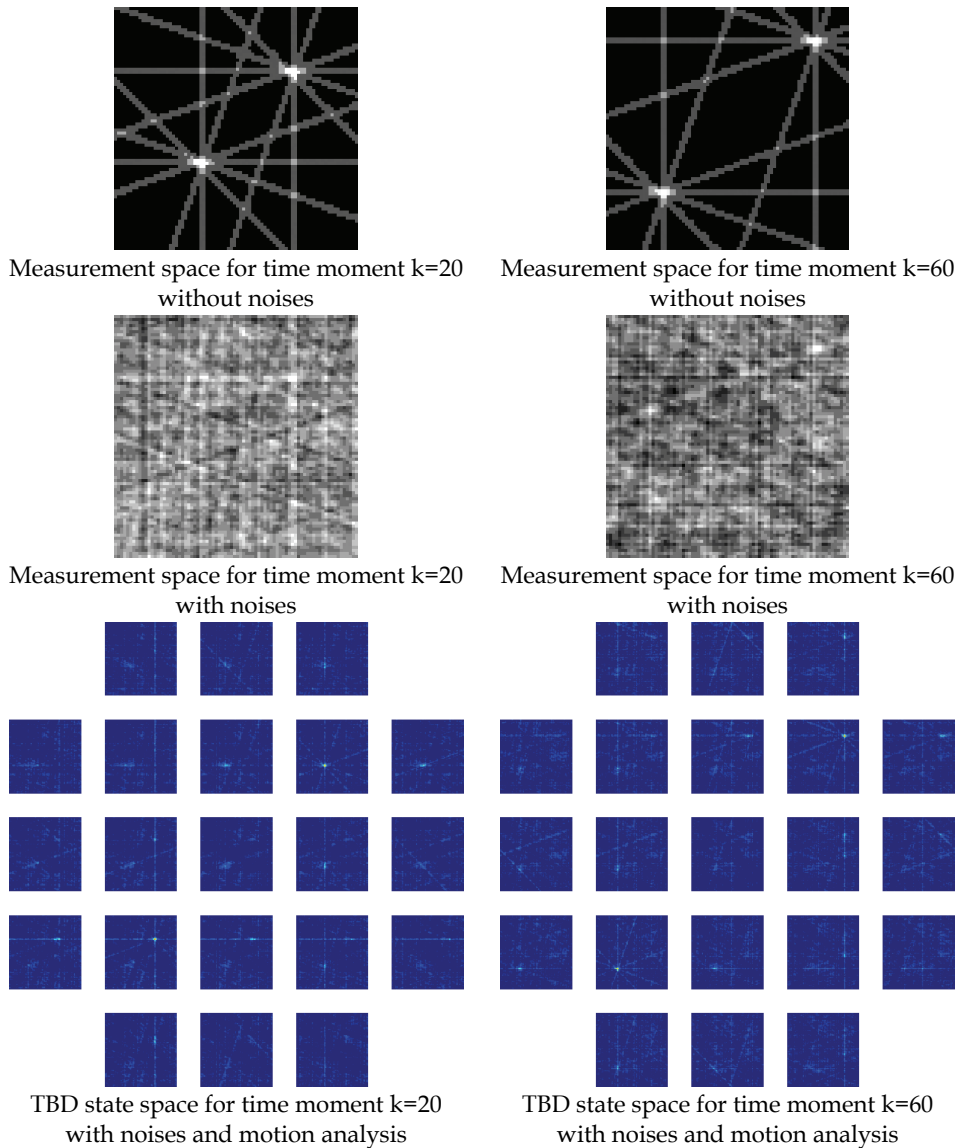 Measurement space for time moment k=20
without noises
Measurement space for time moment k=60
without noises
Measurement space for time moment k=20
with noises
Measurement space for time moment k=60
with noises
TBD state space for time moment k=20
with noises and motion analysis
TBD state space for time moment k=60
with noises and motion analysis